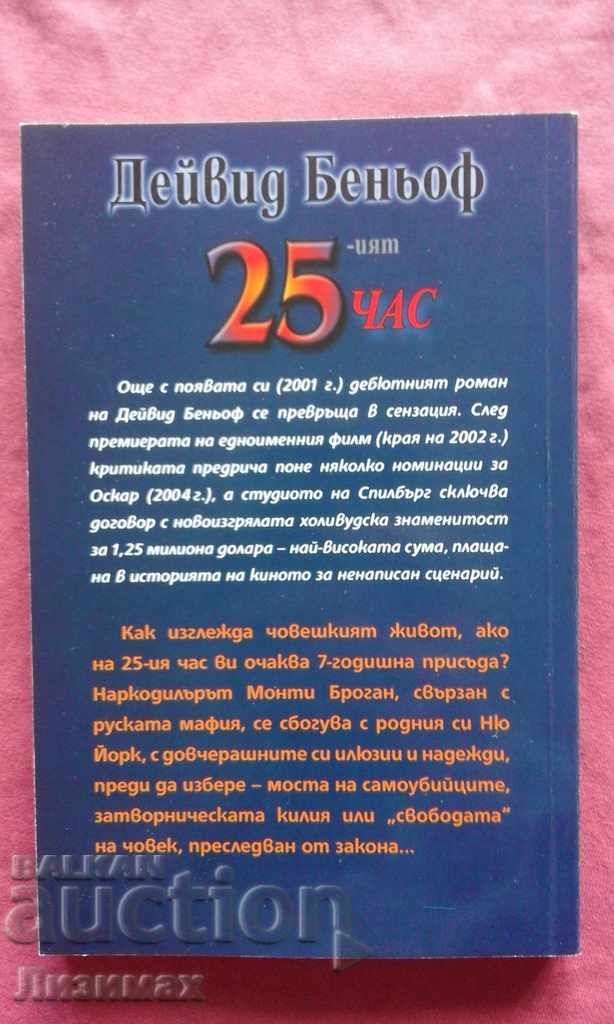 Дейвид Беньоф
25-ият
ЧАС
Още с появата си (2001 г.) дебютният роман
на Дейвид Беньоф се превръща в сензация. След
премиерата на едноименния филм (края на 2002 г.)
критиката предрича поне няколко номинации за
Оскар (2004 г.), а студиото на Спилбърг сключва
договор с новоизгрялата холивудска знаменитост
за 1,25 милиона долара – най-високата сума, плаща-
на в историята на киното за ненаписан сценарий.
Как изглежда човешкият живот, ако
на 25-ия час ви очаква 7-годишна присъда?
Наркодилърът Монти Броган, свързан с
руската мафия, се сбогува с родния си Ню
Йорк, с довчерашните си илюзии и надежди,
преди да избере – моста на самоубийците,
затворническата килия или „свободата“
на човек, преследван от закона...
BALKAN
auction
Лизимах